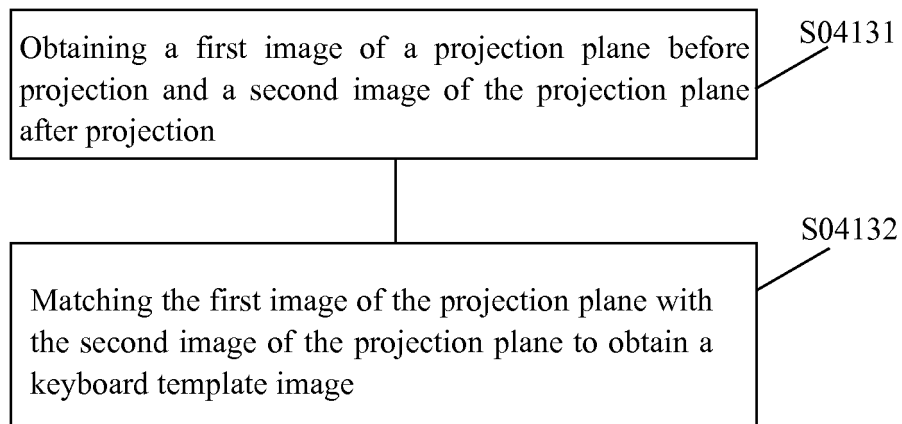 Obtaining a first image of a projection plane before
projection and a second image of the projection plane
after projection
S04131
Matching the first image of the projection plane with
the second image of the projection plane to obtain a
keyboard template image
S04132